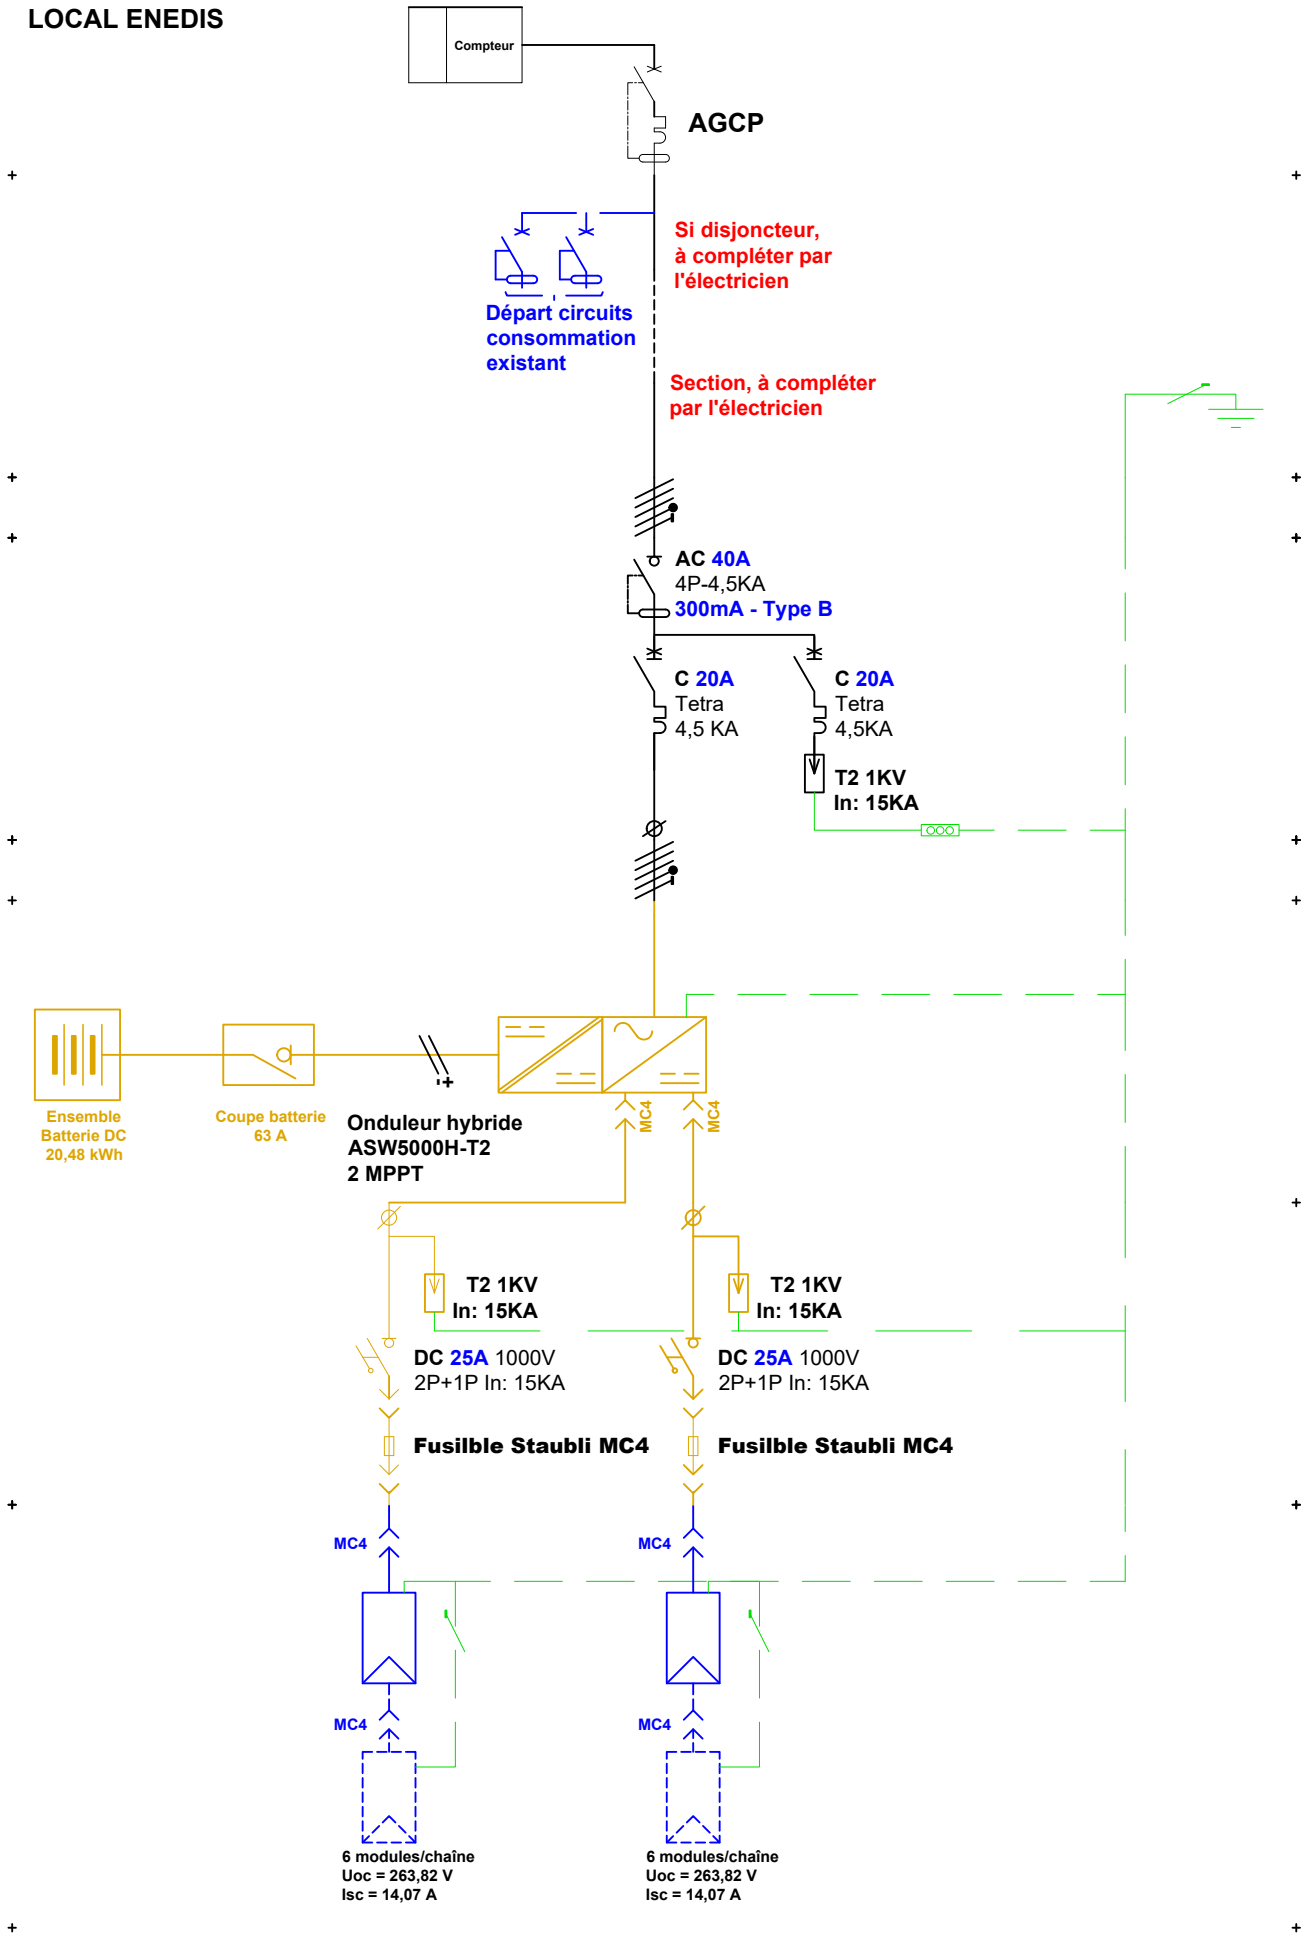 LOCAL ENEDIS
Compteur
AGCP
Si disjoncteur,
à compléter par
l'électricien
Départ circuits
consommation
existant
Section, à compléter
par l'électricien
AC 40A
4P-4,5KA
300mA - Type B
C 20A
Tetra
4,5 KA
C 20A
Tetra
4,5KA
T2 1KV
In: 15KA
Ensemble
Batterie DC
20,48 kWh
Coupe batterie
63 A
Onduleur hybride
ASW5000H-T2
2 MPPT
MC4
MC4
T2 1KV
In: 15KA
T2 1KV
In: 15KA
DC 25A 1000V
2P+1P In: 15KA
DC 25A 1000V
2P+1P In: 15KA
Fusilble Staubli MC4
Fusilble Staubli MC4
MC4
MC4
MC4
MC4
6 modules/chaîne
Uoc = 263,82 V
Isc = 14,07 A
6 modules/chaîne
Uoc = 263,82 V
Isc = 14,07 A